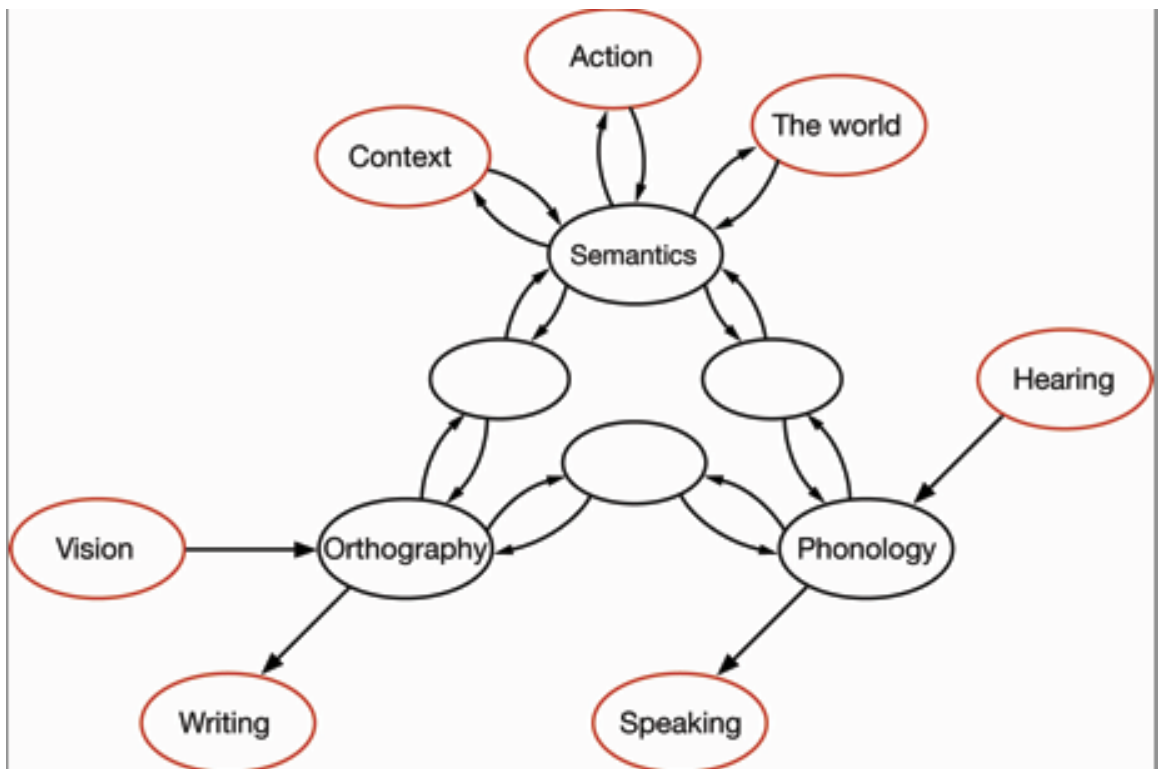 Action
The world
Context
Semantics
Hearing
Vision
Orthography
Phonology
Writing
Speaking